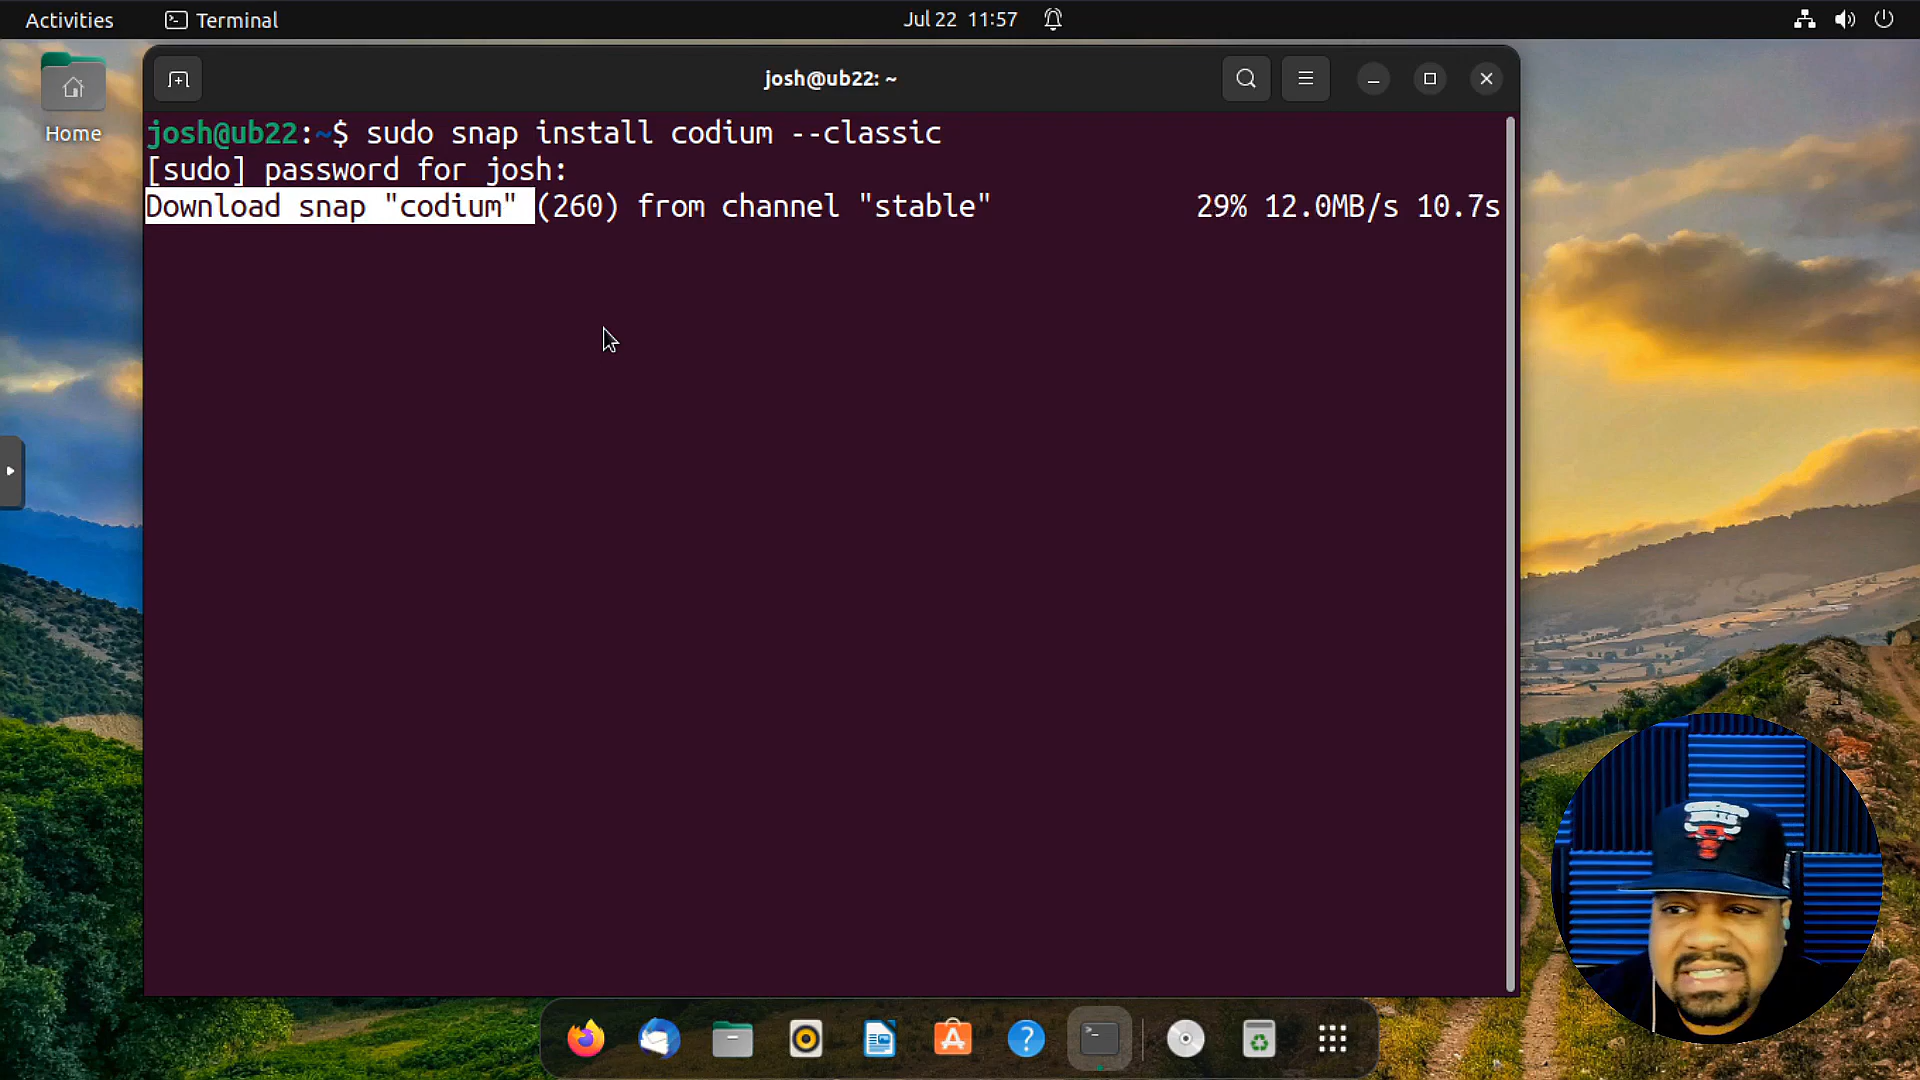 Activities
Terminal
Jul 22 11:57
josh@ub22: ~
Home
josh@ub22:~$ sudo snap install codium --classic
[sudo] password for josh:
Download snap "codium" (260) from channel "stable" 29% 12.0MB/s 10.7s